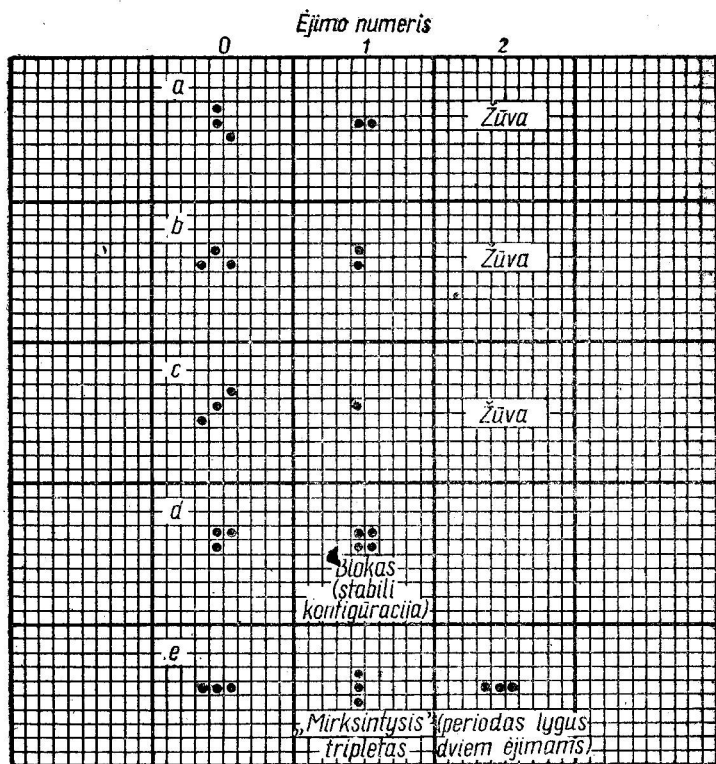 Ėjimo numeris
0 1 2
a
Žūva
b
Žūva
c
Žūva
d
Blokas
(stabili
konfigūracija)
e
„Mirksintysis" (periodas lygus
tripletas dviem ėjimams)